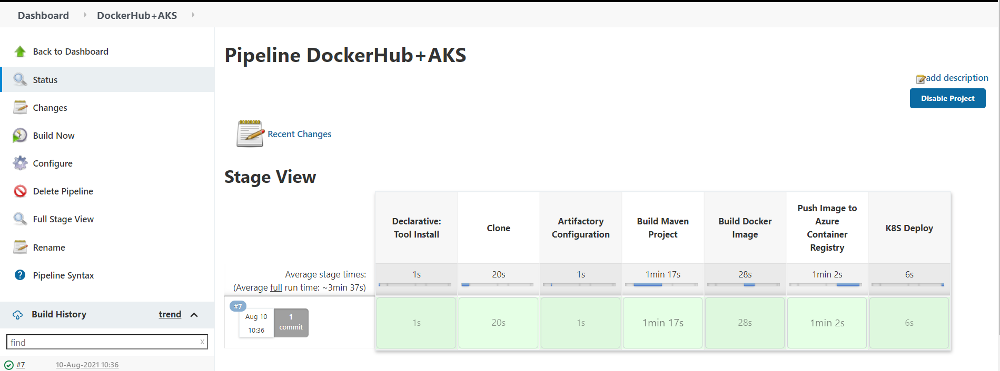 Dashboard
DockerHub+AKS
Back to Dashboard
Status
Changes
Build Now
Configure
Delete Pipeline
Full Stage View
Rename
Pipeline Syntax
Build History
trend
find
x
#7
10-Aug-2021 10:36
Pipeline DockerHub+AKS
add description
Disable Project
Recent Changes
Stage View
Declarative:
Tool Install
Clone
Artifactory
Configuration
Build Maven
Project
Build Docker
Image
Push Image to
Azure
Container
Registry
K8S Deploy
Average stage times:
(Average full run time: ~3min 37s)
1s
20s
1s
1min 17s
28s
1min 2s
6s
#7
Aug 10
10:36
1
commit
1s
20s
1s
1min 17s
28s
1min 2s
6s